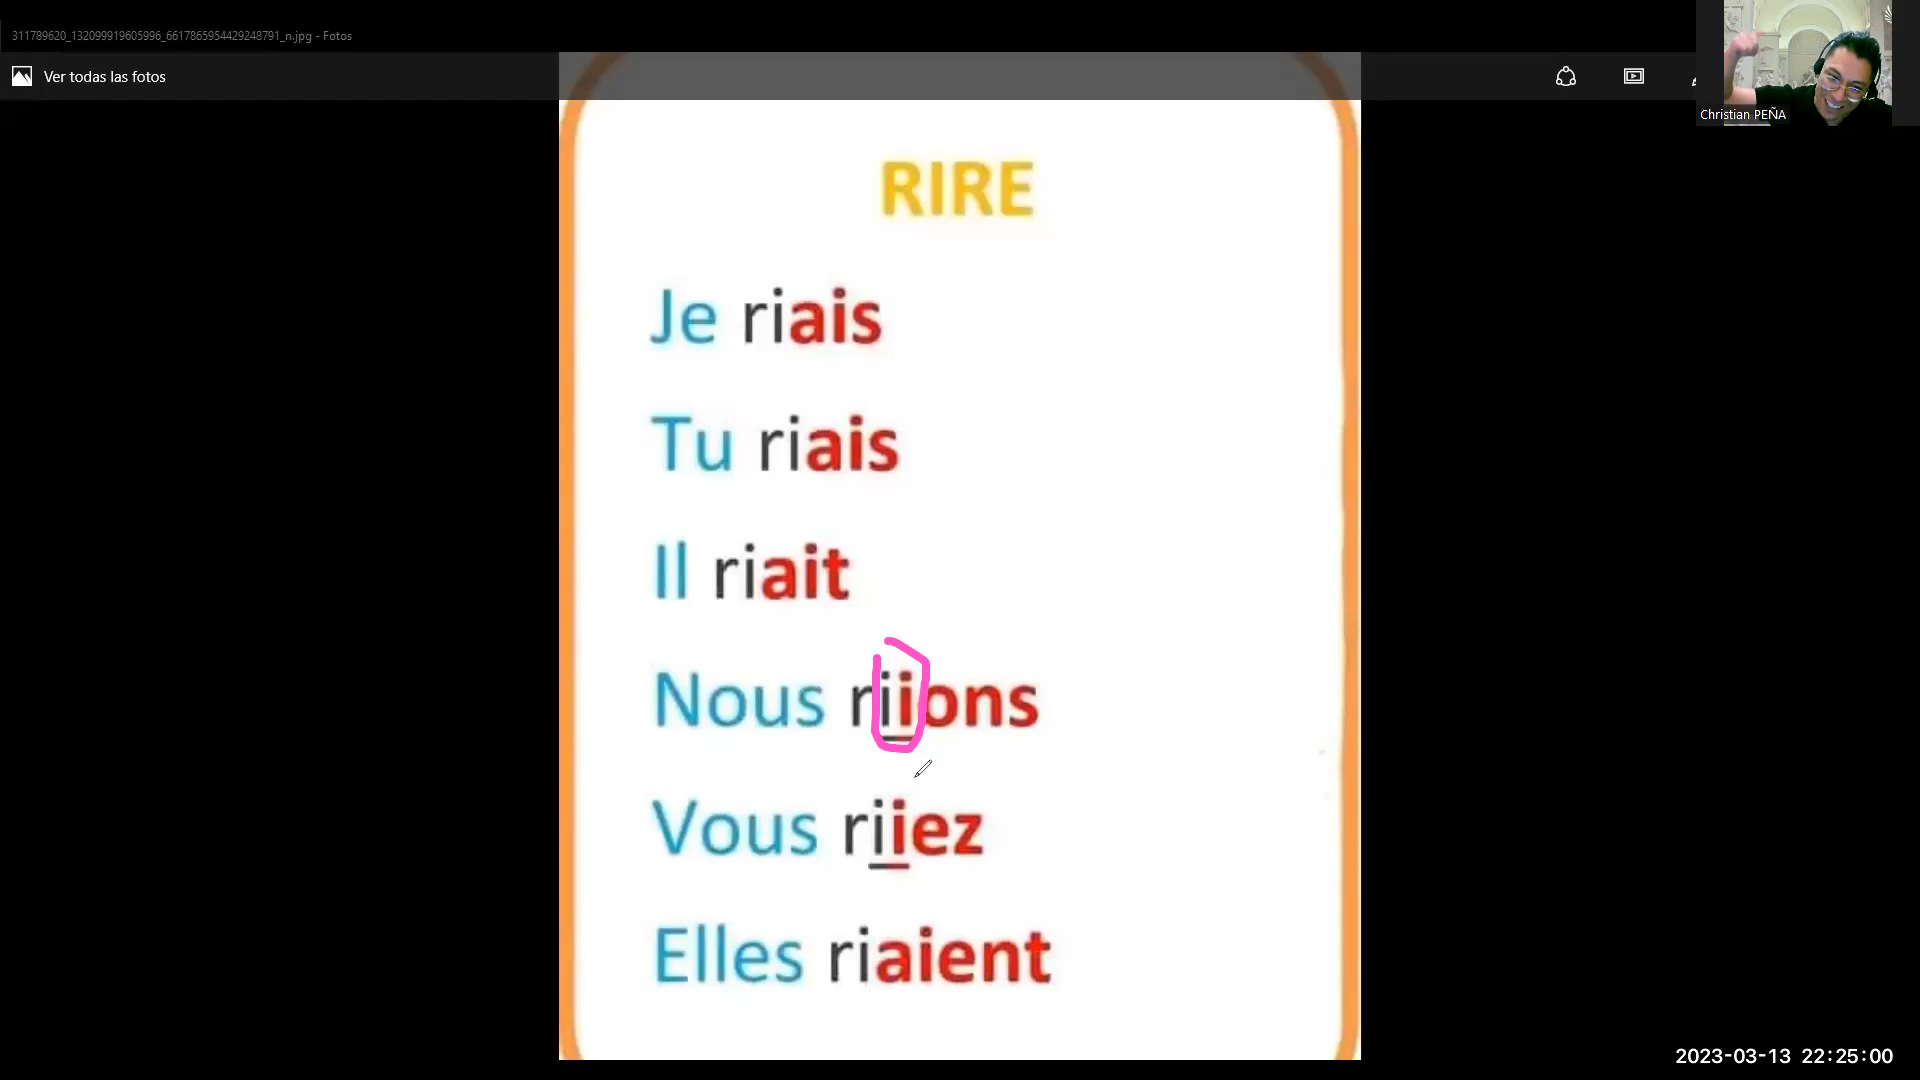 311789620_132099919605996_6617865954429248791_n.jpg - Fotos
Ver todas las fotos
Christian PEÑA
RIRE
Je riais
Tu riais
Il riait
Nous riions
Vous riiez
Elles riaient
2023-03-13 22:25:00